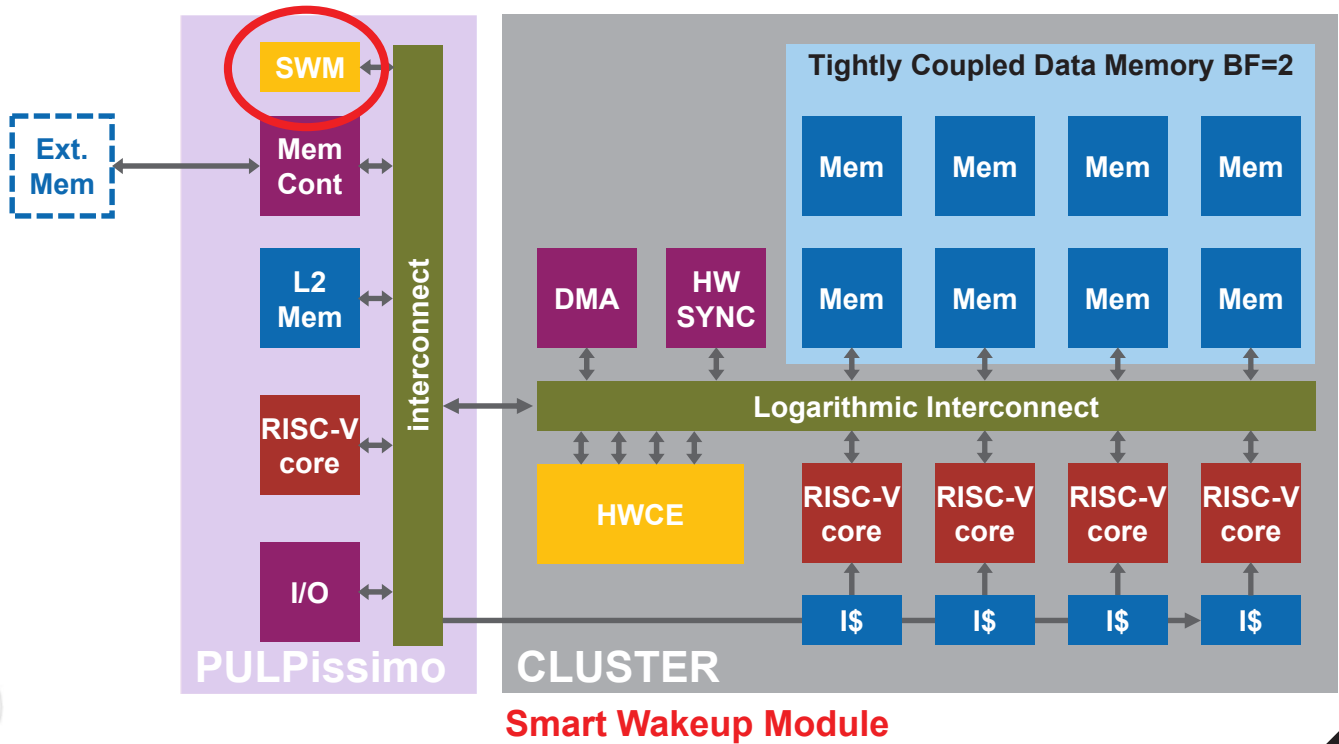 SWM
Tightly Coupled Data Memory BF=2
Ext.
Mem
Mem
Cont
Mem
Mem
Mem
Mem
L2
Mem
interconnect
DMA
HW
SYNC
Mem
Mem
Mem
Mem
Logarithmic Interconnect
RISC-V
core
HWCE
RISC-V
core
RISC-V
core
RISC-V
core
RISC-V
core
I/O
I$
I$
I$
I$
PULPissimo
CLUSTER
Smart Wakeup Module